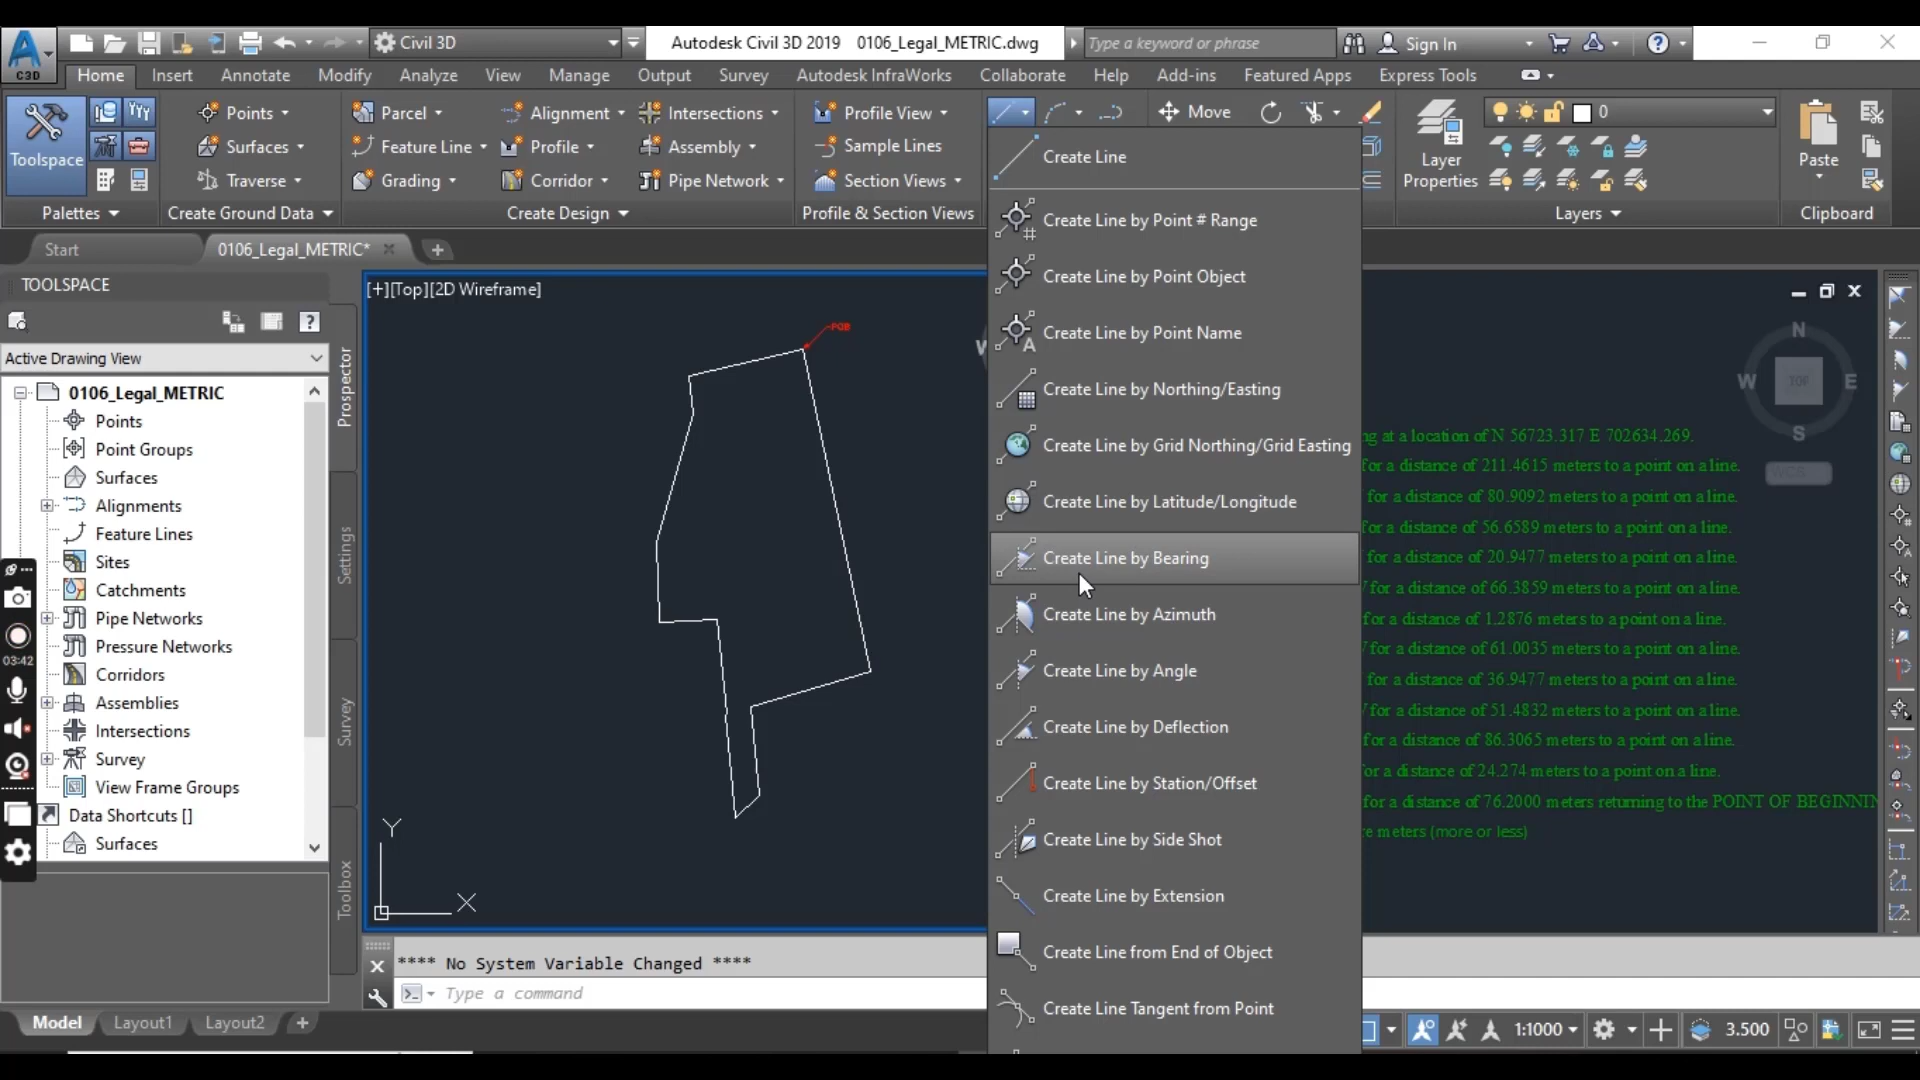 C3D
Civil 3D
Autodesk Civil 3D 2019 0106_Legal_METRIC.dwg
Type a keyword or phrase
Sign In
Home Insert Annotate Modify Analyze View Manage Output Survey Autodesk InfraWorks Collaborate Help Add-ins Featured Apps Express Tools
Toolspace
Points
Surfaces
Traverse
Parcel
Feature Line
Grading
Alignment
Profile
Corridor
Intersections
Assembly
Pipe Network
Profile View
Sample Lines
Section Views
Move
Layer
Properties
0
Paste
Palettes
Create Ground Data
Create Design
Profile & Section Views
Layers
Clipboard
Start
0106_Legal_METRIC*
TOOLSPACE
Active Drawing View
0106_Legal_METRIC
Points
Point Groups
Surfaces
Alignments
Feature Lines
Sites
Catchments
Pipe Networks
Pressure Networks
Corridors
Assemblies
Intersections
Survey
View Frame Groups
Data Shortcuts []
Surfaces
03:42
Prospector
Settings
Survey
Toolbox
[+][Top][2D Wireframe]
POB
W
Y
X
Create Line
Create Line by Point # Range
Create Line by Point Object
Create Line by Point Name
Create Line by Northing/Easting
Create Line by Grid Northing/Grid Easting
Create Line by Latitude/Longitude
Create Line by Bearing
Create Line by Azimuth
Create Line by Angle
Create Line by Deflection
Create Line by Station/Offset
Create Line by Side Shot
Create Line by Extension
Create Line from End of Object
Create Line Tangent from Point
N
W TOP E
S
WCS
at a location of N 56723.317 E 702634.269.
for a distance of 211.4615 meters to a point on a line.
for a distance of 80.9092 meters to a point on a line.
for a distance of 56.6589 meters to a point on a line.
for a distance of 20.9477 meters to a point on a line.
for a distance of 66.3859 meters to a point on a line.
for a distance of 1.2876 meters to a point on a line.
for a distance of 61.0035 meters to a point on a line.
for a distance of 36.9477 meters to a point on a line.
for a distance of 51.4832 meters to a point on a line.
for a distance of 86.3065 meters to a point on a line.
for a distance of 24.274 meters to a point on a line.
for a distance of 76.2000 meters returning to the POINT OF BEGINNIN
meters (more or less)
**** No System Variable Changed ****
Type a command
Model Layout1 Layout2
1:1000
3.500